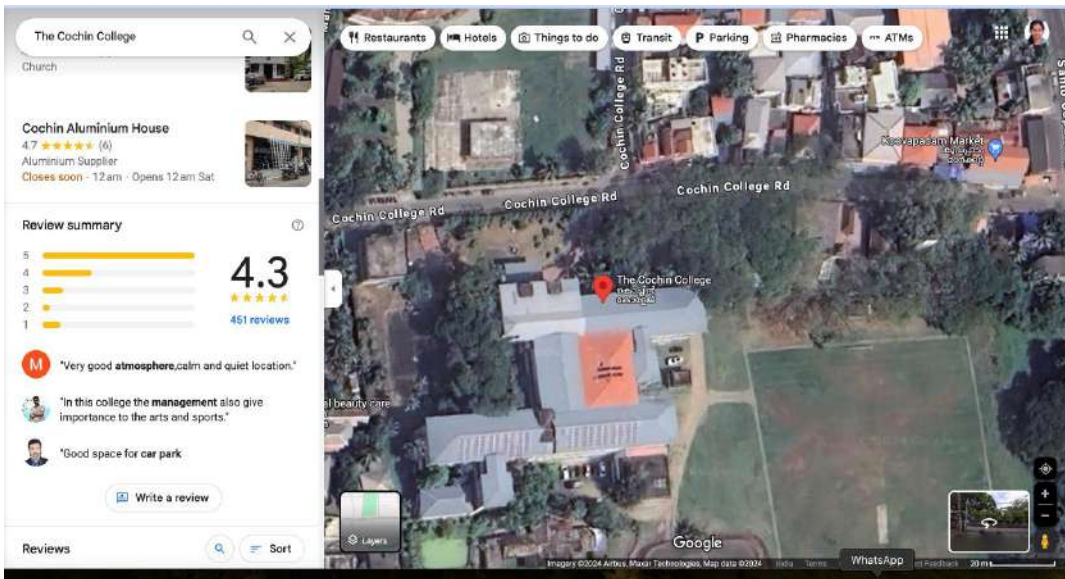 The Cochin College
Church
Cochin Aluminium House
4.7 (6)
Aluminium Supplier
Closes soon · 12 am · Opens 12 am Sat
Review summary
5
4
3
2
1
4.3
451 reviews
M
"Very good atmosphere,calm and quiet location."
"In this college the management also give
importance to the arts and sports."
"Good space for car park
Write a review
Reviews
Sort
Restaurants
Hotels
Things to do
Transit
P Parking
Pharmacies
ATMs
Cochin College Rd
Cochin College Rd
Cochin College Rd
Cochin College Rd
Koovapadam Market
The Cochin College
ദ കൊച്ചിൻ
കോളേജ്
al beauty care
Layers
Google
Imagery ©2024 Airbus, Maxar Technologies, Map data ©2024
India
Terms
WhatsApp
Feedback
20 m